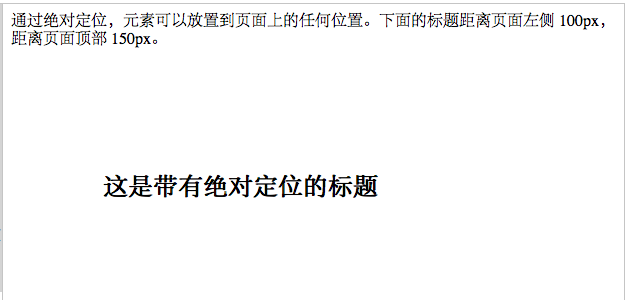 通过绝对定位，元素可以放置到页面上的任何位置。下面的标题距离页面左侧 100px，
距离页面顶部 150px。
这是带有绝对定位的标题